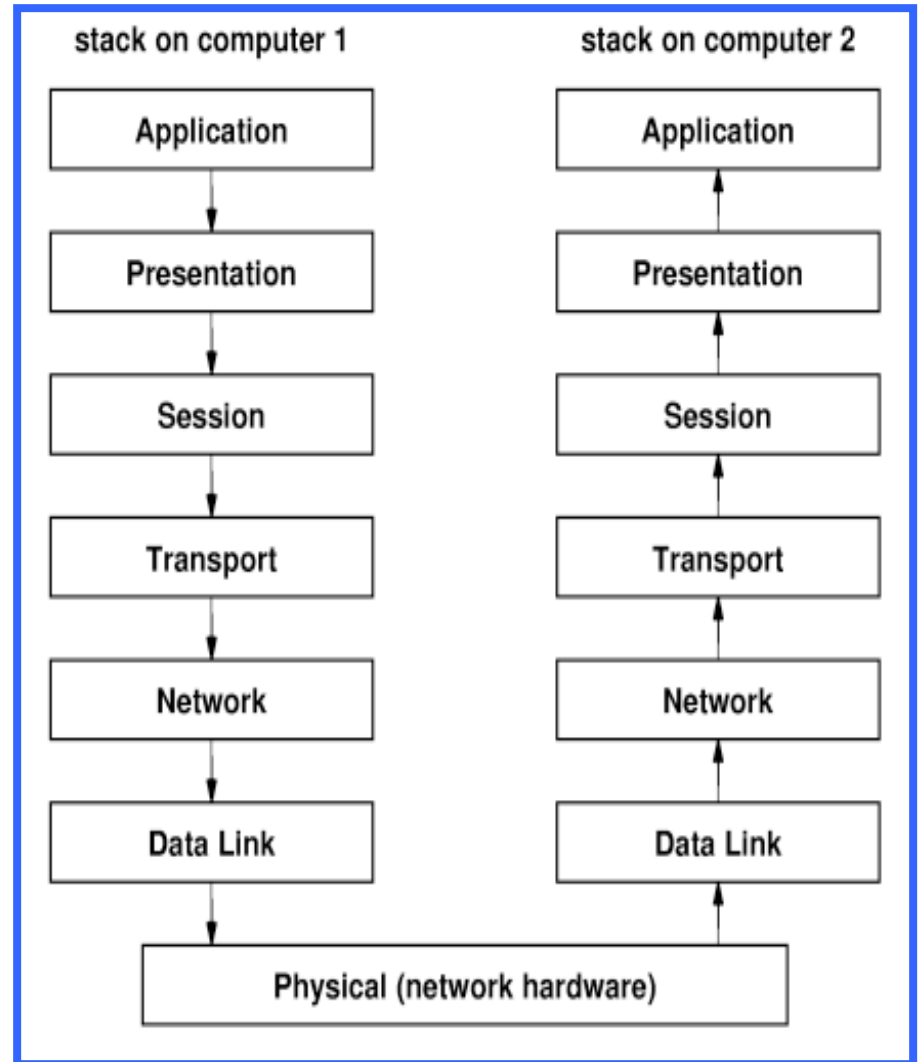 stack on computer 1
stack on computer 2
Application
Application
Presentation
Presentation
Session
Session
Transport
Transport
Network
Network
Data Link
Data Link
Physical (network hardware)